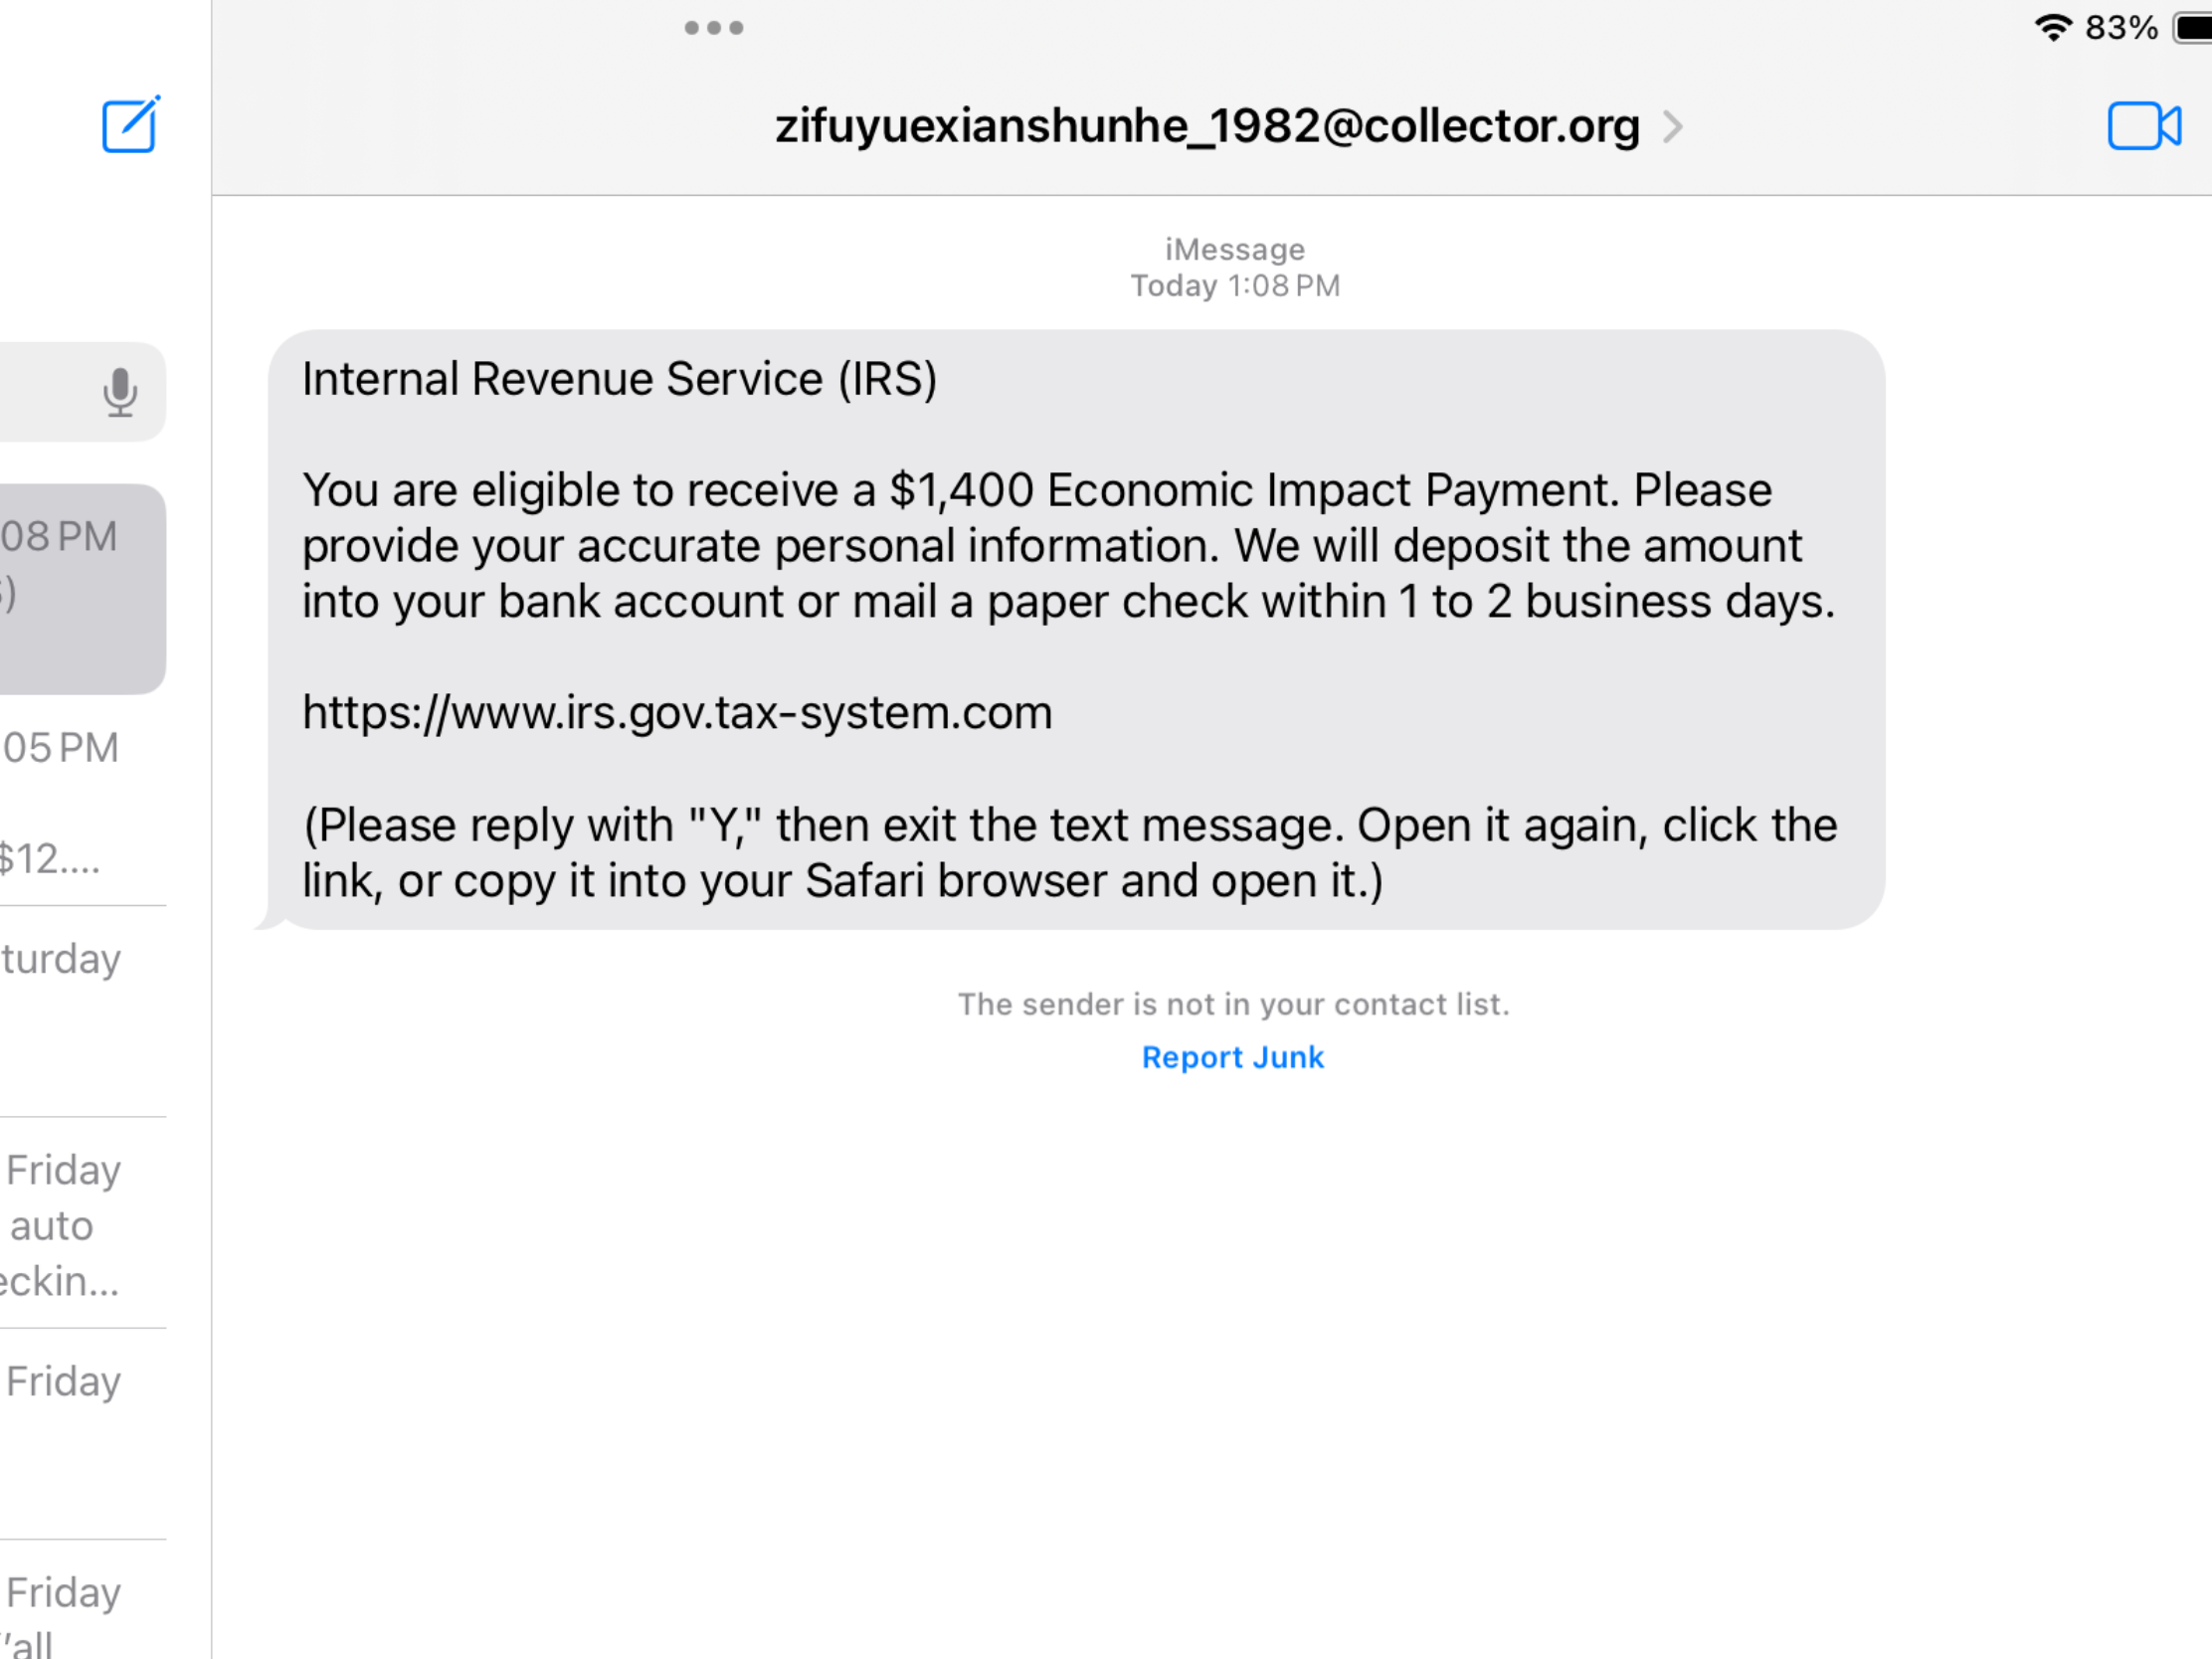 83%
zifuyuexianshunhe_1982@collector.org
iMessage
Today 1:08 PM
Internal Revenue Service (IRS)
You are eligible to receive a $1,400 Economic Impact Payment. Please
provide your accurate personal information. We will deposit the amount
into your bank account or mail a paper check within 1 to 2 business days.
https://www.irs.gov.tax-system.com
(Please reply with "Y," then exit the text message. Open it again, click the
link, or copy it into your Safari browser and open it.)
The sender is not in your contact list.
Report Junk
08 PM
05 PM
$12....
turday
Friday
auto
eckin...
Friday
Friday
'all